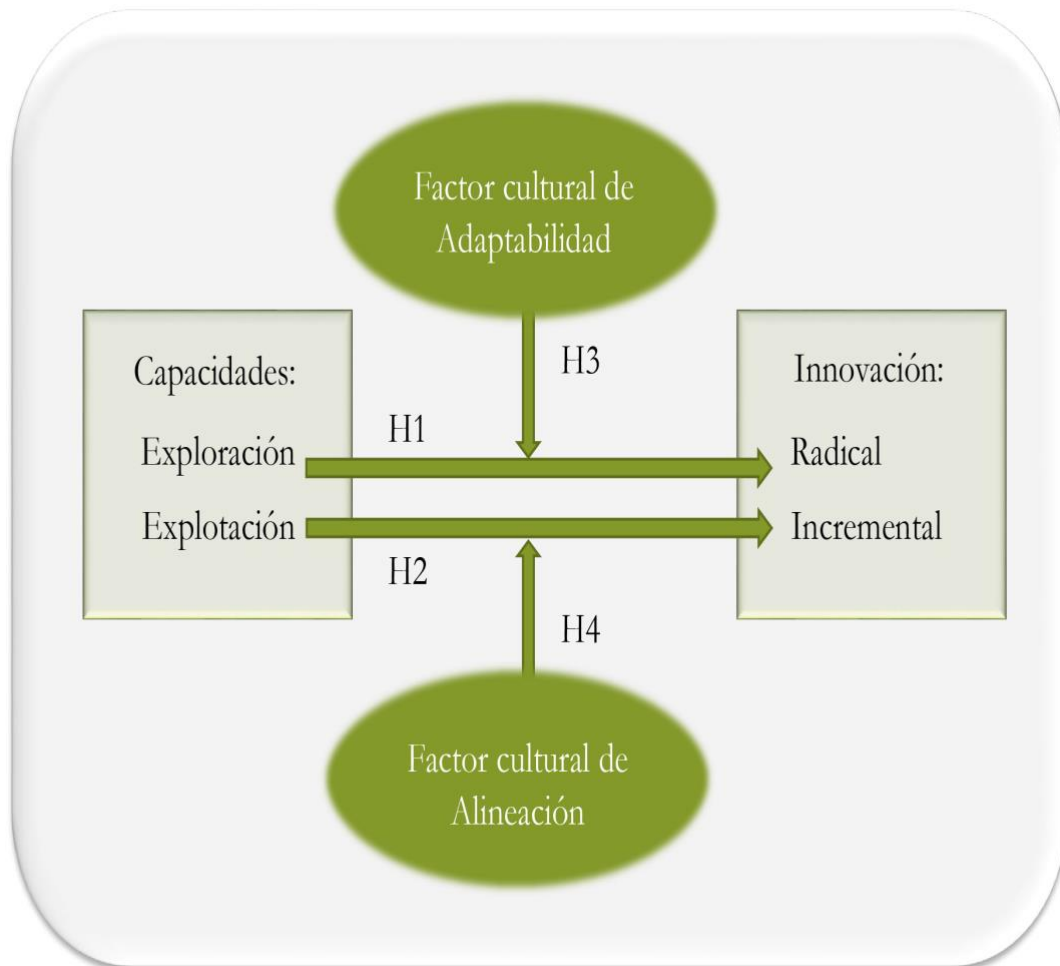 Factor cultural de
Adaptabilidad
Capacidades:
Exploración
Explotación
H1
H2
H3
H4
Innovación:
Radical
Incremental
Factor cultural de
Alineación